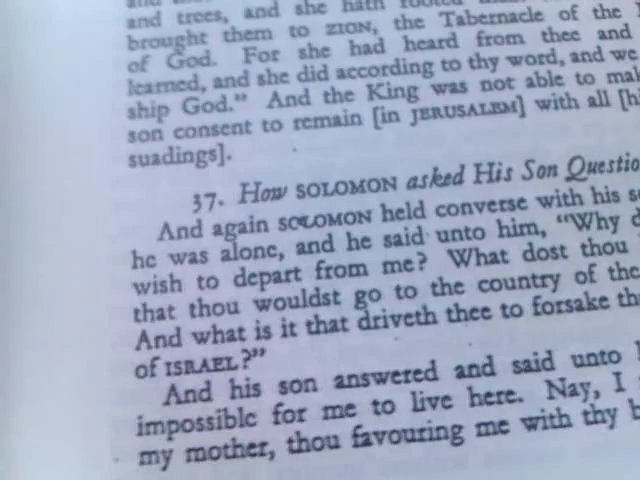 and trees, and she hath rooted
brought them to ZION, the Tabernacle of the
of God. For she had heard from thee and
learned, and she did according to thy word, and we
ship God." And the King was not able to
son consent to remain [in JERUSALEM] with all
suadings].
37. How SOLOMON asked His Son
And again SOLOMON held converse with his
he was alone, and he said unto him, "Why
wish to depart from me? What dost thou
that thou wouldst go to the country of the
And what is it that driveth thee to forsake
of ISRAEL?"
And his son answered and said unto
impossible for me to live here. Nay, I
my mother, thou favouring me with thy